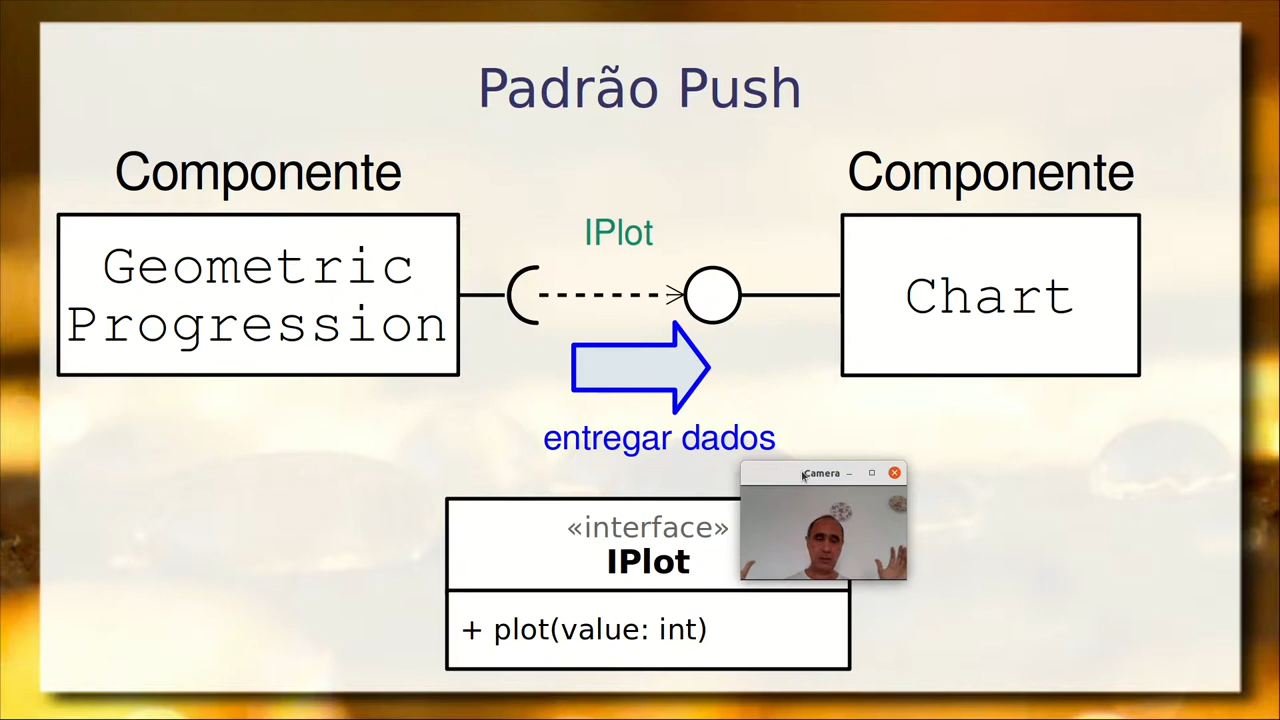 Padrão Push
Componente
Componente
IPlot
Geometric
Progression
Chart
entregar dados
Camera
«interface»
IPlot
+ plot(value: int)